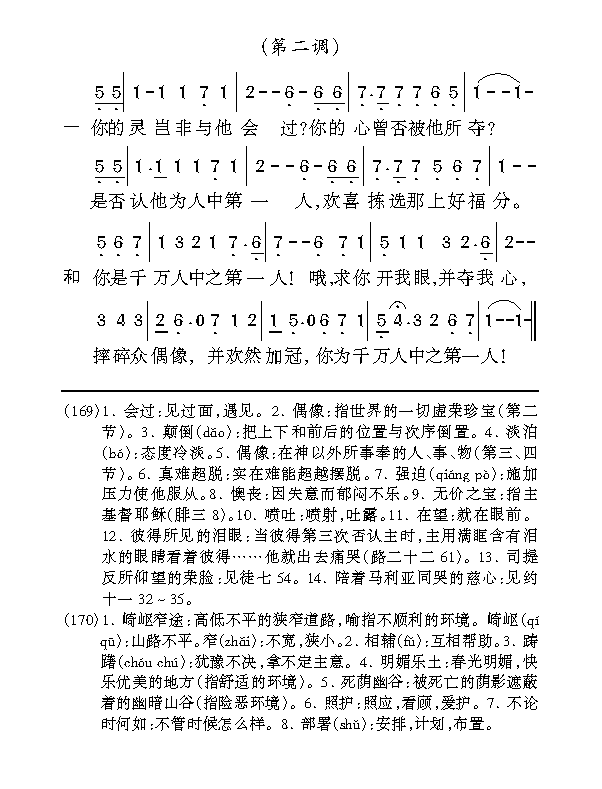 (第二调)
5 5|1-1 1 7 1|2--6-6 6|7·7 7 7 6 5|1--1-
一 你的灵岂非与他 会 过?你的 心曾否被他所 夺?
5 5|1·1 1 1 7 1|2--6-6 6|7·7 7 5 6 7|1--
是否 认他为人中第 一 人,欢喜 拣选那上好福 分。
5 6 7|1 3 2 1 7·6|7--6 7 1|5 1 1 3 2·6|2--
和 你是千 万人中之第一人! 哦,求你 开我眼,并夺我 心,
3 4 3|2 6·0 7 1 2|1 5·0 6 7 1|5 4·3 2 6 7|1--1-
摔碎众偶像, 并欢然加冠, 你为千万人中之第一人!
(169)1. 会过:见过面,遇见。2. 偶像:指世界的一切虚荣珍宝(第二
节)。3. 颠倒(dǎo):把上下和前后的位置与次序倒置。4. 淡泊
(bó):态度冷淡。5. 偶像:在神以外所事奉的人、事、物(第三、四
节)。6. 真难超脱:实在难能超越摆脱。7. 强迫(qiáng pò):施加
压力使他服从。8. 懊丧:因失意而郁闷不乐。9. 无价之宝:指主
基督耶稣(腓三 8)。10. 喷吐:喷射,吐露。11. 在望:就在眼前。
12. 彼得所见的泪眼:当彼得第三次否认主时,主用满眶含有泪
水的眼睛看着彼得……他就出去痛哭(路二十二 61)。13. 司提
反所仰望的荣脸:见徒七 54。14. 陪着马利亚同哭的慈心:见约
十一 32～35。
(170)1. 崎岖窄途:高低不平的狭窄道路,喻指不顺利的环境。崎岖(qí
qū):山路不平。窄(zhǎi):不宽,狭小。2. 相辅(fǔ):互相帮助。3. 踌
躇(chóu chú):犹豫不决,拿不定主意。4. 明媚乐土:春光明媚,快
乐优美的地方(指舒适的环境)。5. 死荫幽谷:被死亡的荫影遮蔽
着的幽暗山谷(指险恶环境)。6. 照护:照应,看顾,爱护。7. 不论
时何如:不管时候怎么样。8. 部署(shǔ):安排,计划,布置。